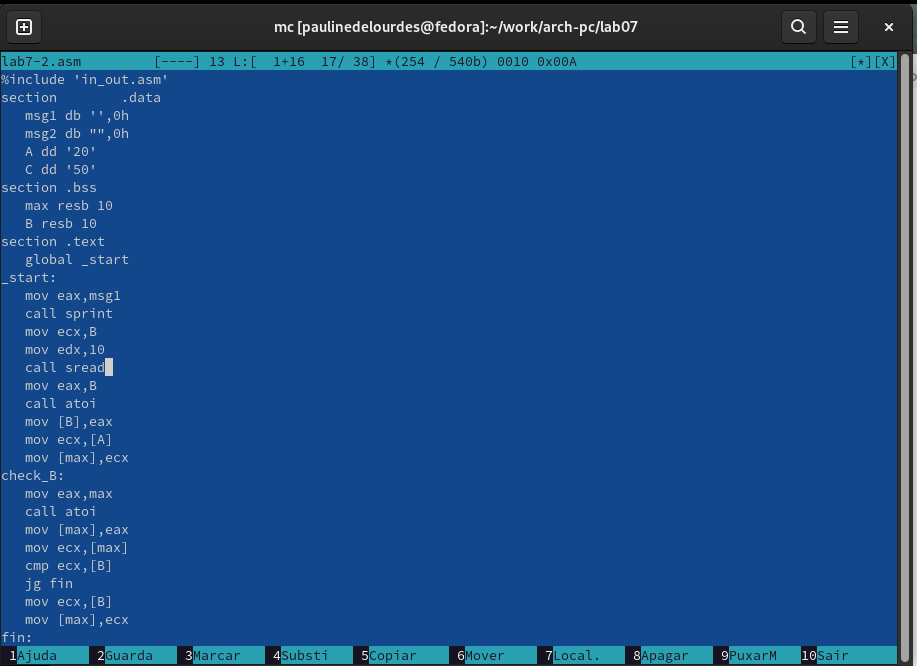 mc [paulinedelourdes@fedora]:~/work/arch-pc/lab07
lab7-2.asm [----] 13 L:[ 1+16 17/ 38] *(254 / 540b) 0010 0x00A [*][X]
%include 'in_out.asm'
section .data
msg1 db '',0h
msg2 db "",0h
A dd '20'
C dd '50'
section .bss
max resb 10
B resb 10
section .text
global _start
_start:
mov eax,msg1
call sprint
mov ecx,B
mov edx,10
call sread
mov eax,B
call atoi
mov [B],eax
mov ecx,[A]
mov [max],ecx
check_B:
mov eax,max
call atoi
mov [max],eax
mov ecx,[max]
cmp ecx,[B]
jg fin
mov ecx,[B]
mov [max],ecx
fin:
1Ajuda 2Guarda 3Marcar 4Substi 5Copiar 6Mover 7Local. 8Apagar 9PuxarM 10Sair